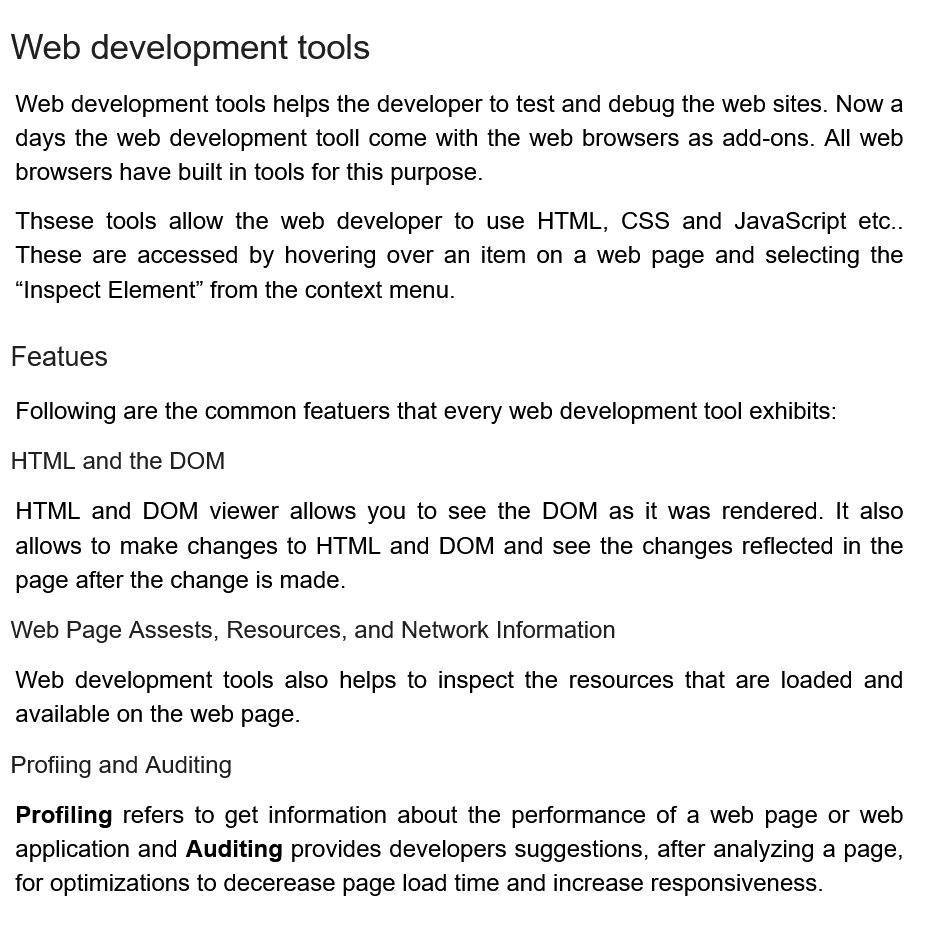 Web development tools
Web development tools helps the developer to test and debug the web sites. Now a
days the web development tooll come with the web browsers as add-ons. All web
browsers have built in tools for this purpose.
Thsese tools allow the web developer to use HTML, CSS and JavaScript etc..
These are accessed by hovering over an item on a web page and selecting the
“Inspect Element” from the context menu.
Featues
Following are the common featuers that every web development tool exhibits:
HTML and the DOM
HTML and DOM viewer allows you to see the DOM as it was rendered. It also
allows to make changes to HTML and DOM and see the changes reflected in the
page after the change is made.
Web Page Assests, Resources, and Network Information
Web development tools also helps to inspect the resources that are loaded and
available on the web page.
Profiing and Auditing
Profiling refers to get information about the performance of a web page or web
application and Auditing provides developers suggestions, after analyzing a page,
for optimizations to decerease page load time and increase responsiveness.